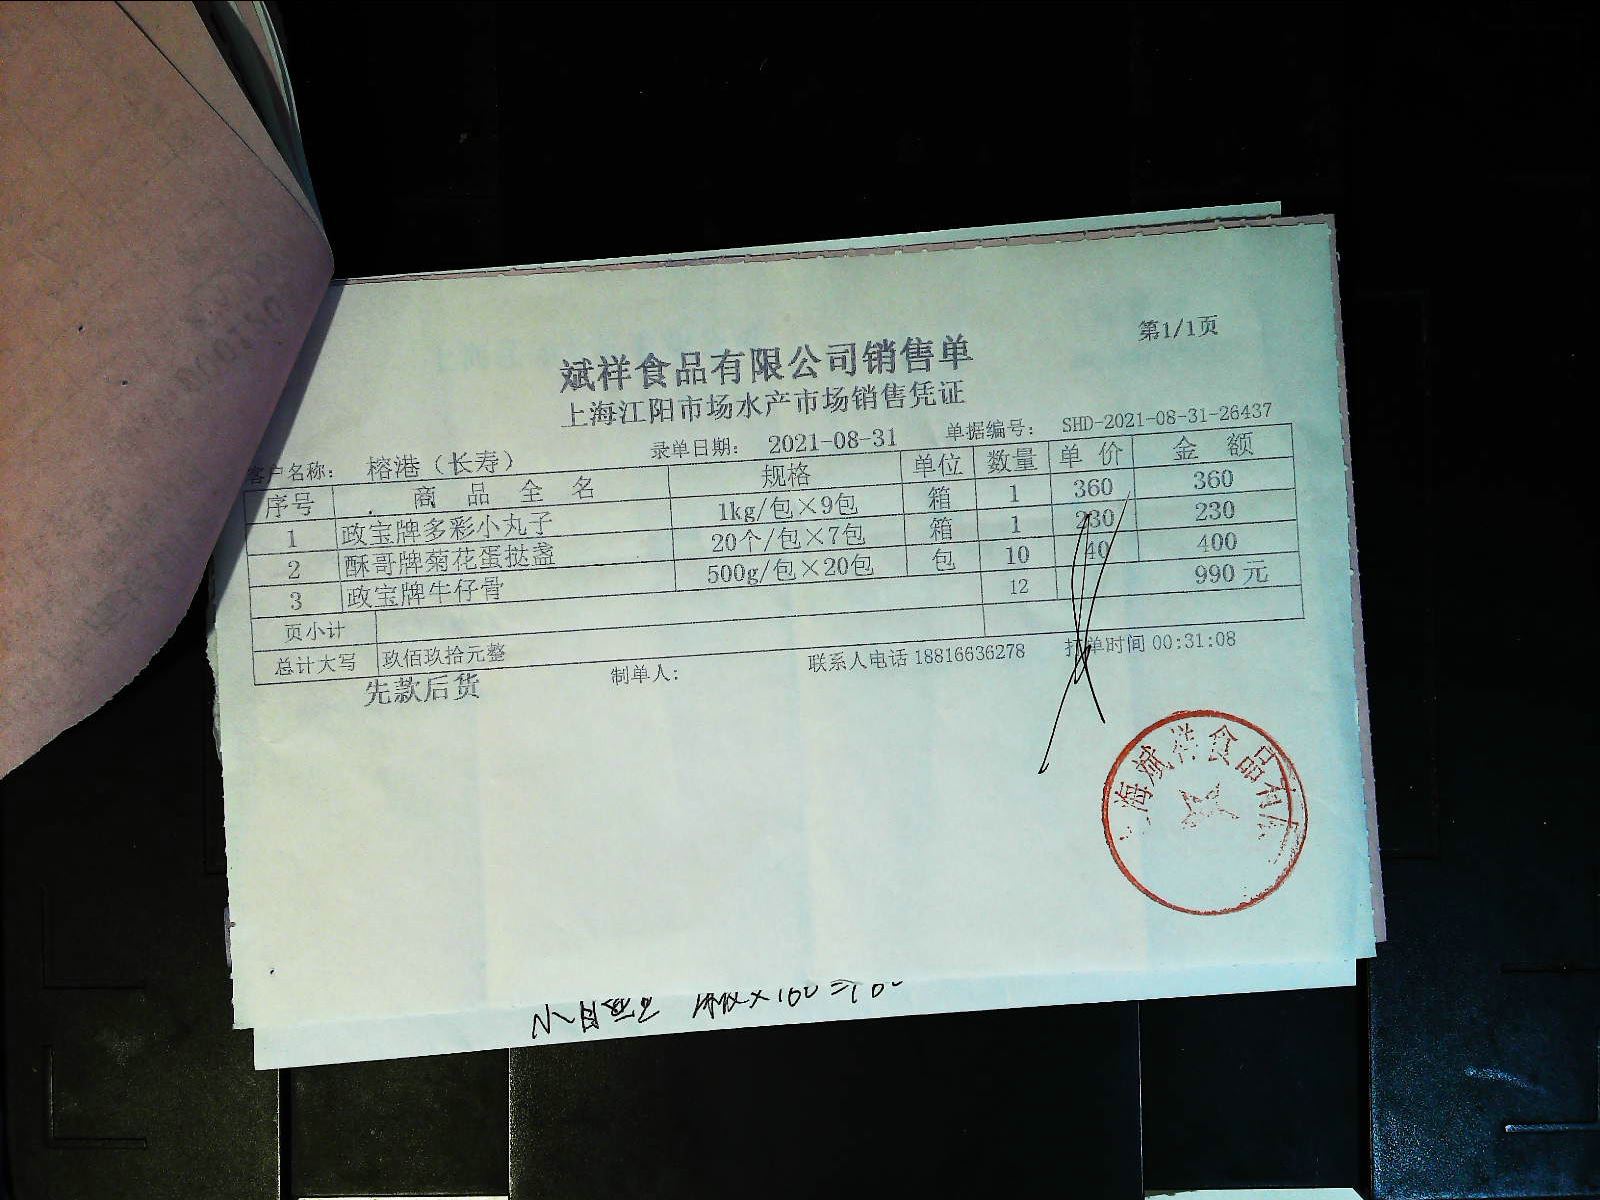 第1/1页
斌祥食品有限公司销售单
上海江阳市场水产市场销售凭证
客户名称： 榕港（长寿） 录单日期： 2021-08-31 单据编号： SHD-2021-08-31-26437
序号 商品全名 规格 单位 数量 单价 金额
1 政宝牌多彩小丸子 1kg/包×9包 箱 1 360 360
2 酥哥牌菊花蛋挞盏 20个/包×7包 箱 1 230 230
3 政宝牌牛仔骨 500g/包×20包 包 10 40 400
页小计 12 990元
总计大写 玖佰玖拾元整
先款后货 制单人： 联系人电话 18816636278 打单时间 00:31:08
上海斌祥食品有